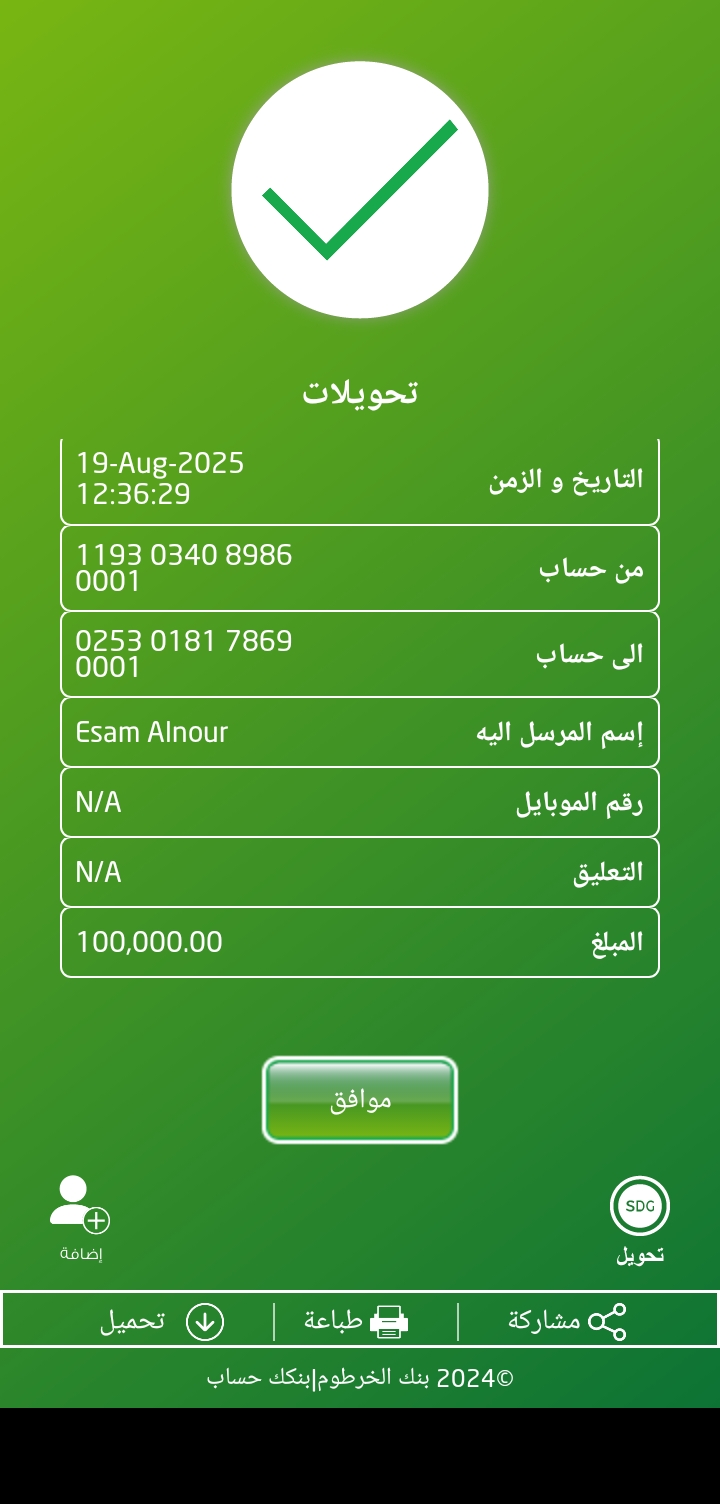 تحويلات
التاريخ و الزمن 19-Aug-2025
12:36:29
من حساب 1193 0340 8986
0001
الى حساب 0253 0181 7869
0001
إسم المرسل اليه Esam Alnour
رقم الموبايل N/A
التعليق N/A
المبلغ 100,000.00
موافق
SDG
تحويل إضافة
مشاركة طباعة تحميل
©2024 بنك الخرطوم|بنكك حساب